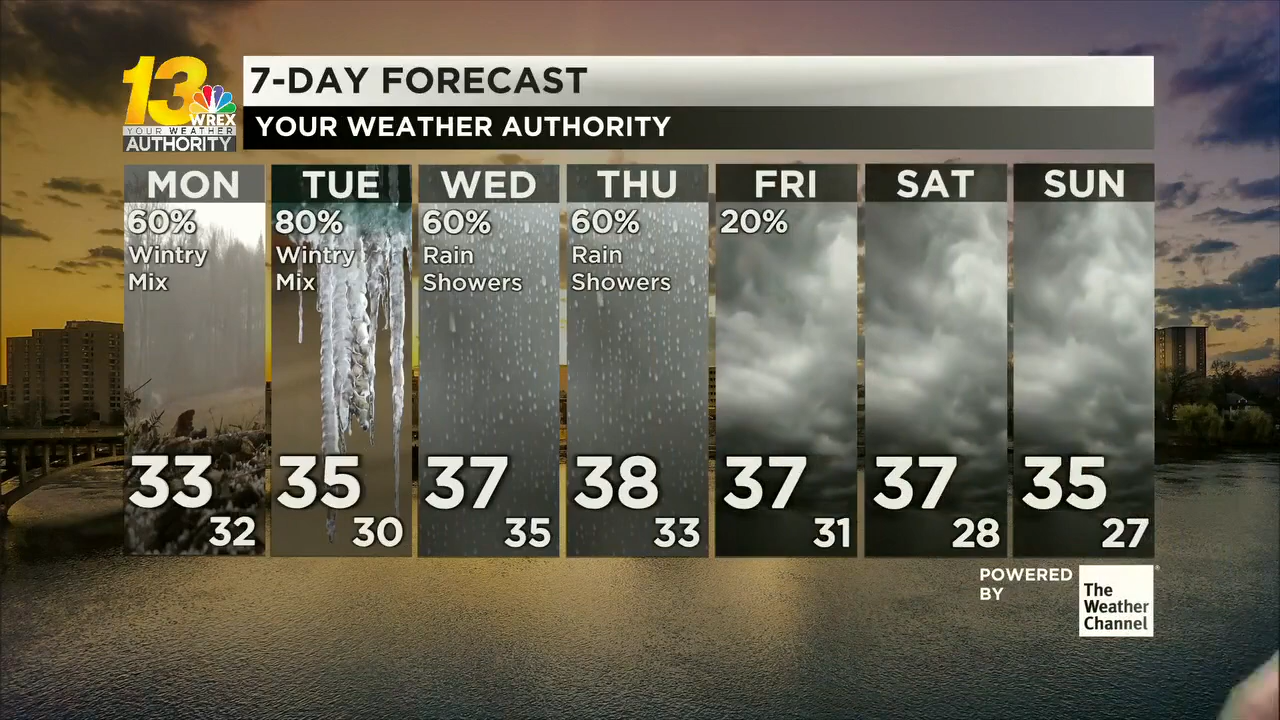 13
WREX
YOUR WEATHER
AUTHORITY
7-DAY FORECAST
YOUR WEATHER AUTHORITY
MON
60%
Wintry
Mix
33
32
TUE
80%
Wintry
Mix
35
30
WED
60%
Rain
Showers
37
35
THU
60%
Rain
Showers
38
33
FRI
20%
37
31
SAT
37
28
SUN
35
27
POWERED
BY
The
Weather
Channel